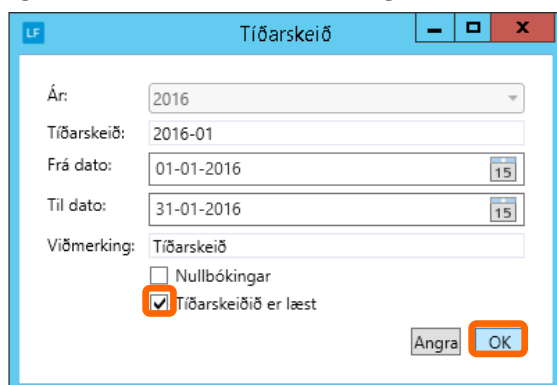 LF Tíðarskeið
Ár: 2016
Tíðarskeið: 2016-01
Frá dato: 01-01-2016 15
Til dato: 31-01-2016 15
Viðmerking: Tíðarskeið
Nullbókingar
Tíðarskeiðið er læst
Angra OK